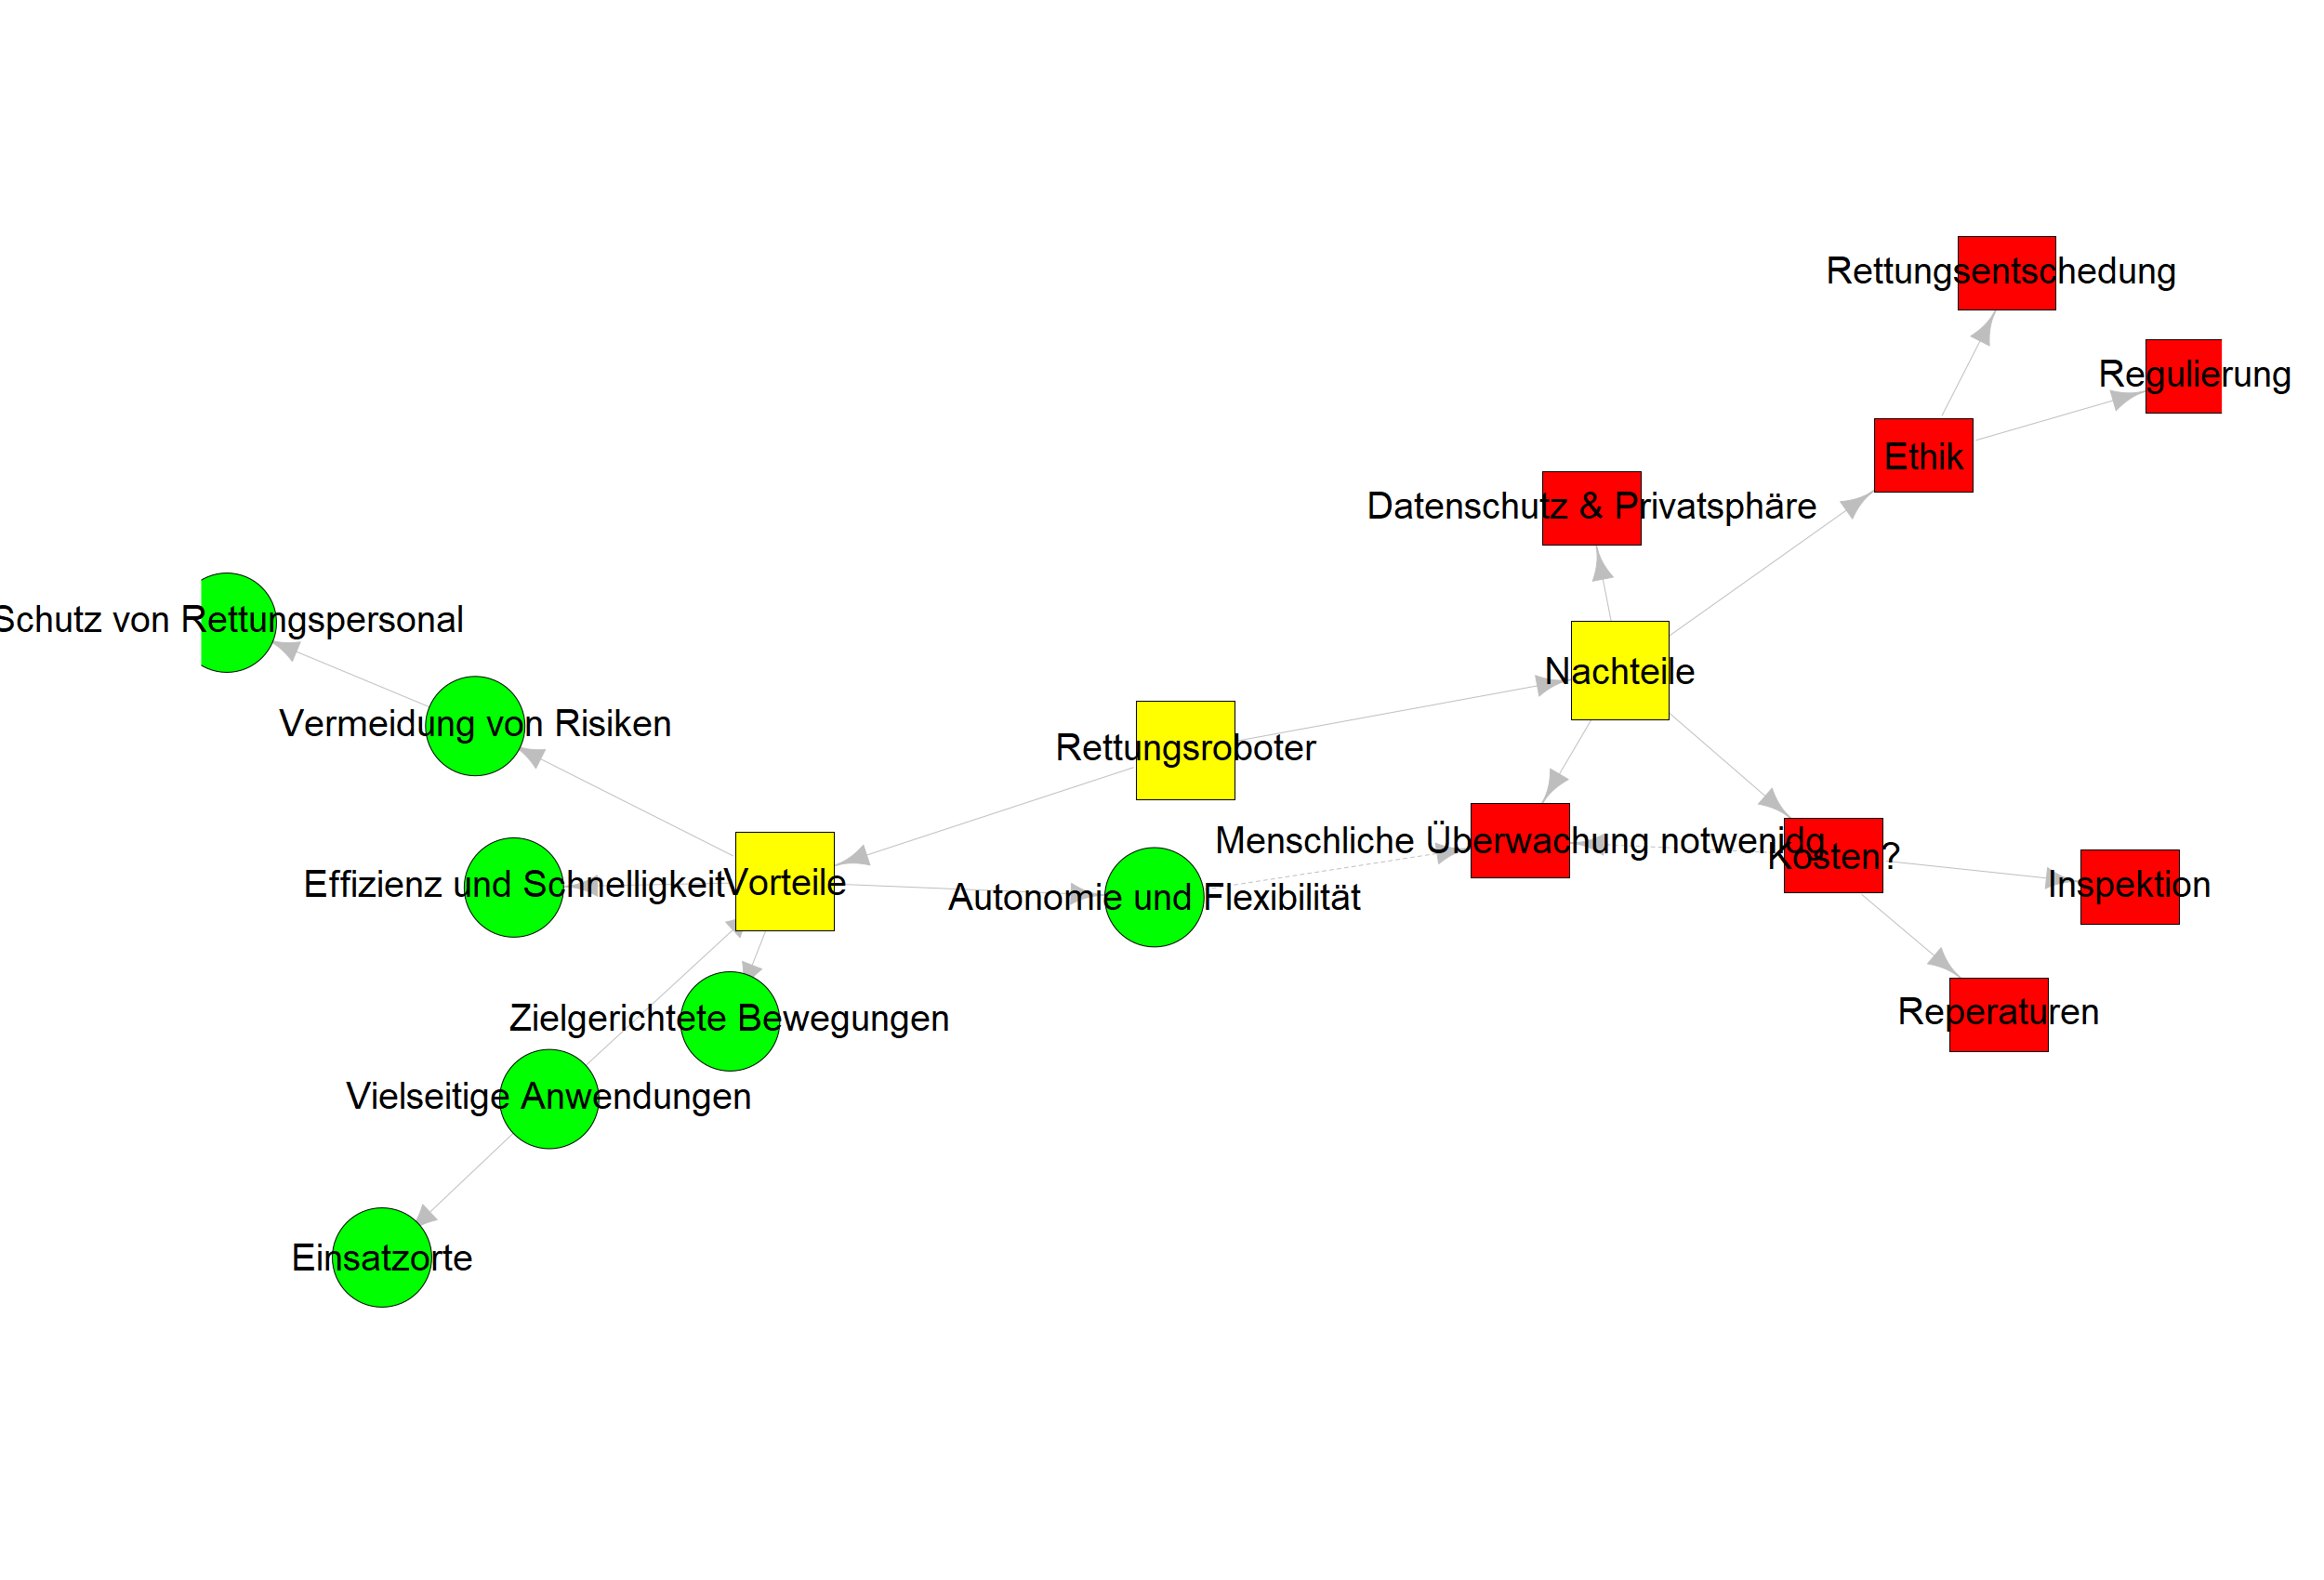 Rettungsentschedung
Regulierung
Ethik
Datenschutz & Privatsphäre
Schutz von Rettungspersonal
Nachteile
Vermeidung von Risiken
Rettungsroboter
Menschliche Überwachung notwenidg
Kosten?
Effizienz und Schnelligkeit
Vorteile
Autonomie und Flexibilität
Inspektion
Zielgerichtete Bewegungen
Reperaturen
Vielseitige Anwendungen
Einsatzorte